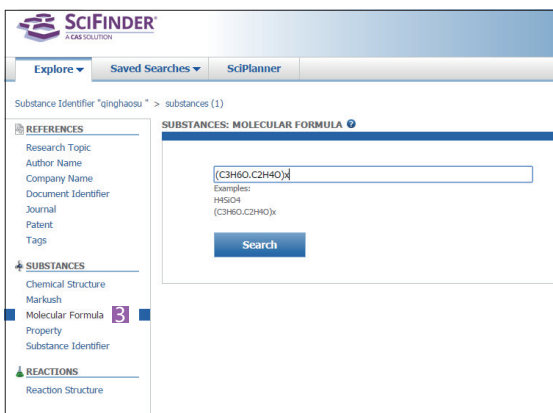 SCIFINDER®
A CAS SOLUTION
Explore Saved Searches SciPlanner
Substance Identifier "qinghaosu " > substances (1)
REFERENCES
Research Topic
Author Name
Company Name
Document Identifier
Journal
Patent
Tags
SUBSTANCES
Chemical Structure
Markush
Molecular Formula 3
Property
Substance Identifier
REACTIONS
Reaction Structure
SUBSTANCES: MOLECULAR FORMULA ?
(C3H6O.C2H4O)x
Examples:
H4SiO4
(C3H6O.C2H4O)x
Search